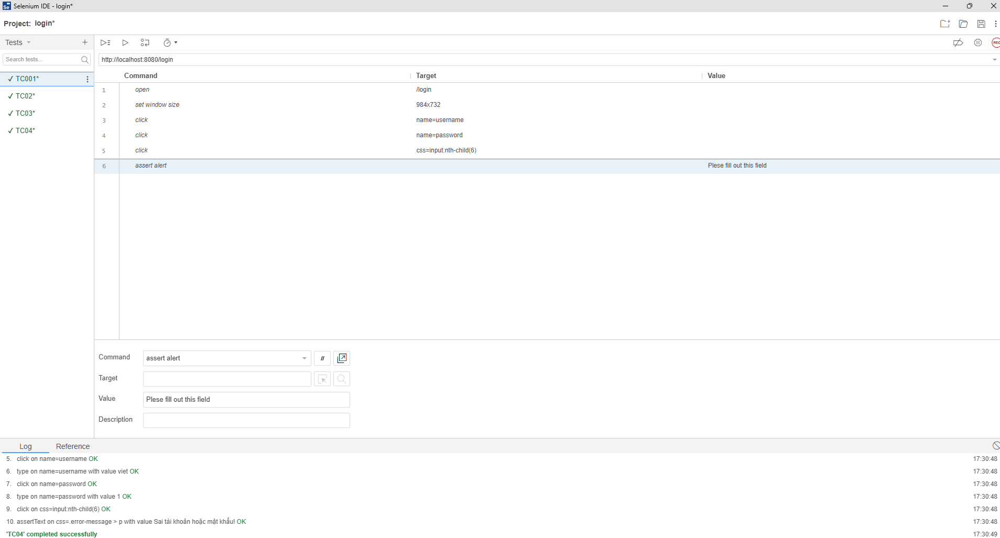 Selenium IDE - login*
Project: login*
Tests
Search tests...
http://localhost:8080/login
TC001*
TC02*
TC03*
TC04*
Command Target Value
1 open /login
2 set window size 984x732
3 click name=username
4 click name=password
5 click css=input:nth-child(6)
6 assert alert Plese fill out this field
REC
Command assert alert //
Target
Value Plese fill out this field
Description
Log Reference
5. click on name=username OK 17:30:48
6. type on name=username with value viet OK 17:30:48
7. click on name=password OK 17:30:48
8. type on name=password with value 1 OK 17:30:48
9. click on css=input:nth-child(6) OK 17:30:48
10. assertText on css=.error-message > p with value Sai tài khoản hoặc mật khẩu! OK 17:30:48
'TC04' completed successfully 17:30:49